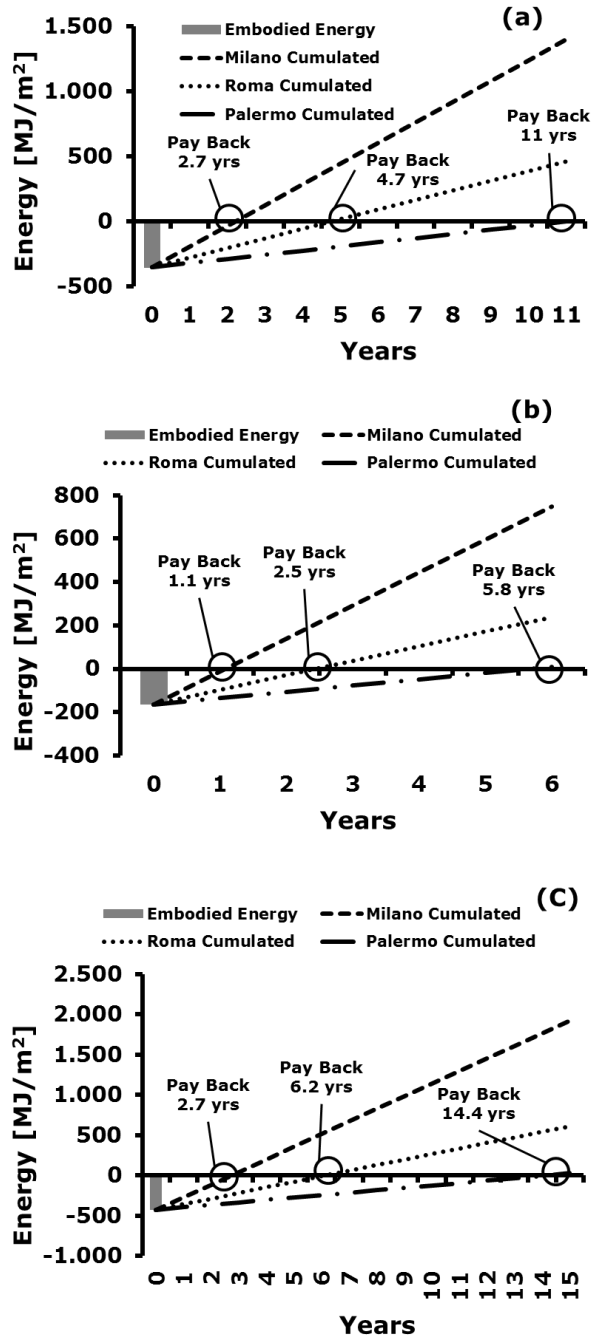 (a)
Embodied Energy
Milano Cumulated
Roma Cumulated
Palermo Cumulated
Energy [MJ/m²]
1.500
1.000
500
0
-500
Pay Back
2.7 yrs
Pay Back
4.7 yrs
Pay Back
11 yrs
0 1 2 3 4 5 6 7 8 9 10 11
Years
(b)
Embodied Energy Milano Cumulated
Roma Cumulated Palermo Cumulated
Energy [MJ/m²]
800
600
400
200
0
-200
-400
Pay Back
1.1 yrs
Pay Back
2.5 yrs
Pay Back
5.8 yrs
0 1 2 3 4 5 6
Years
(C)
Embodied Energy Milano Cumulated
Roma Cumulated Palermo Cumulated
Energy [MJ/m²]
2.500
2.000
1.500
1.000
500
0
-500
-1.000
Pay Back
2.7 yrs
Pay Back
6.2 yrs
Pay Back
14.4 yrs
0 1 2 3 4 5 6 7 8 9 10 11 12 13 14 15
Years